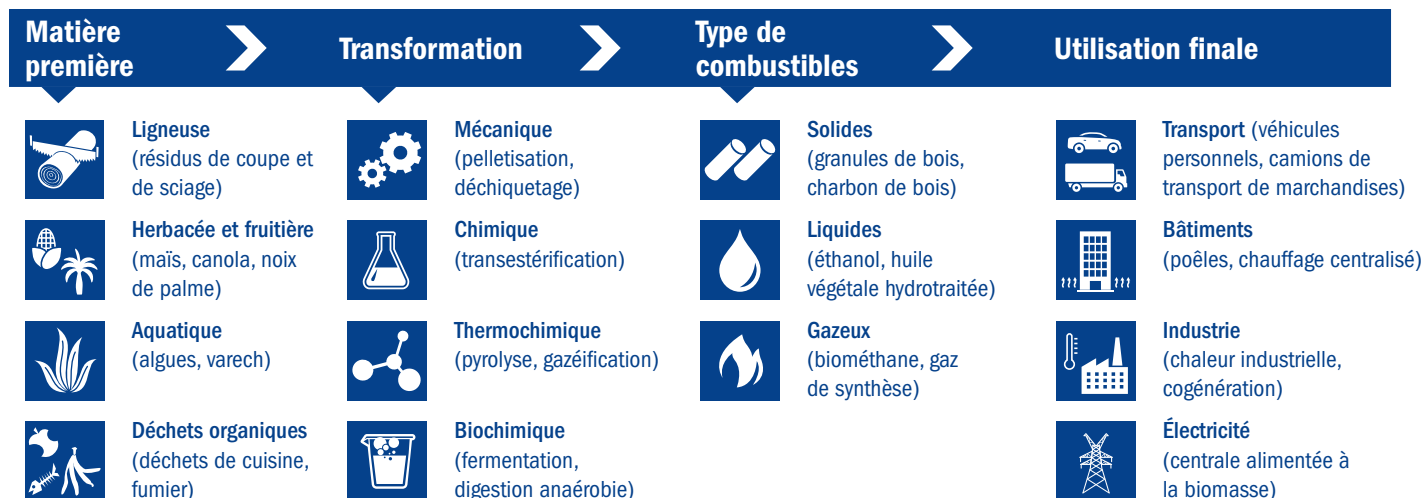 Matière
première
Transformation
Type de
combustibles
Utilisation finale
Ligneuse
(résidus de coupe et
de sciage)
Herbacée et fruitière
(maïs, canola, noix
de palme)
Aquatique
(algues, varech)
Déchets organiques
(déchets de cuisine,
fumier)
Mécanique
(pelletisation,
déchiquetage)
Chimique
(transestérification)
Thermochimique
(pyrolyse, gazéification)
Biochimique
(fermentation,
digestion anaérobie)
Solides
(granules de bois,
charbon de bois)
Liquides
(éthanol, huile
végétale hydrotraitée)
Gazeux
(biométhane, gaz
de synthèse)
Transport (véhicules
personnels, camions de
transport de marchandises)
Bâtiments
(poêles, chauffage centralisé)
Industrie
(chaleur industrielle,
cogénération)
Électricité
(centrale alimentée à
la biomasse)